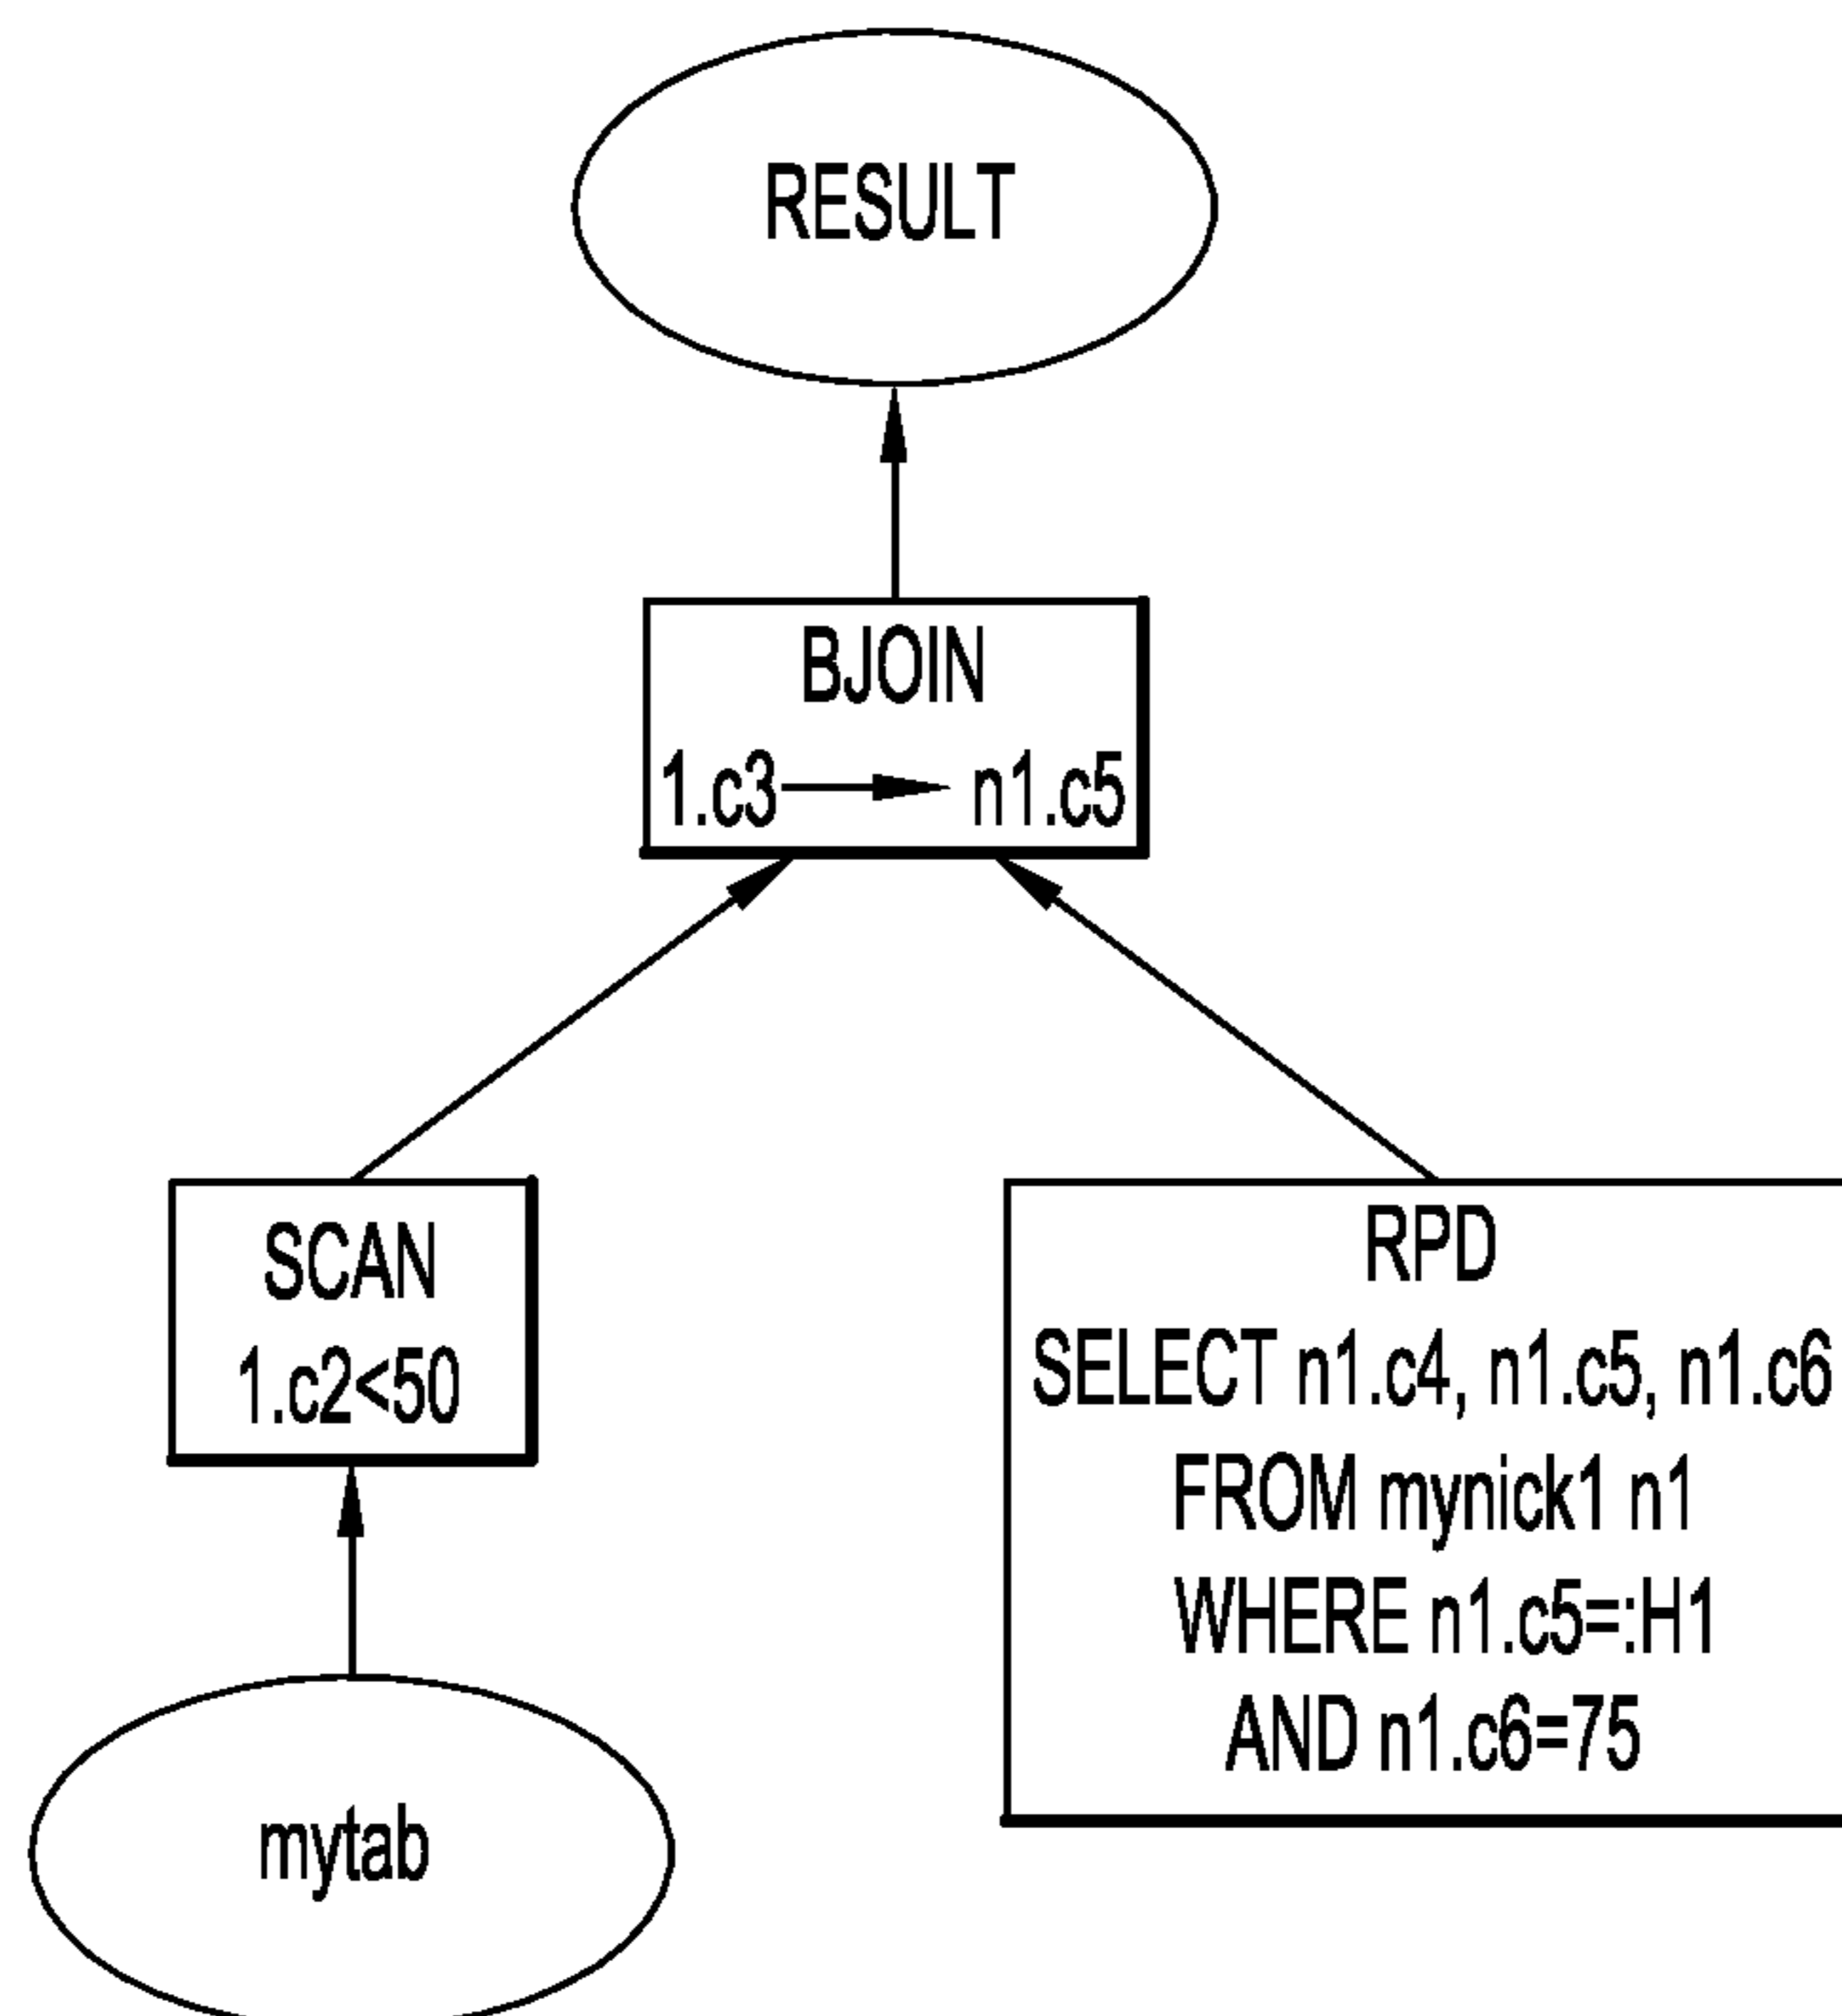 RESULT
BJOIN
1.c3 → n1.c5
SCAN
1.c2<50
RPD
SELECT n1.c4, n1.c5, n1.c6
FROM mynick1 n1
WHERE n1.c5=:H1
AND n1.c6=75
mytab